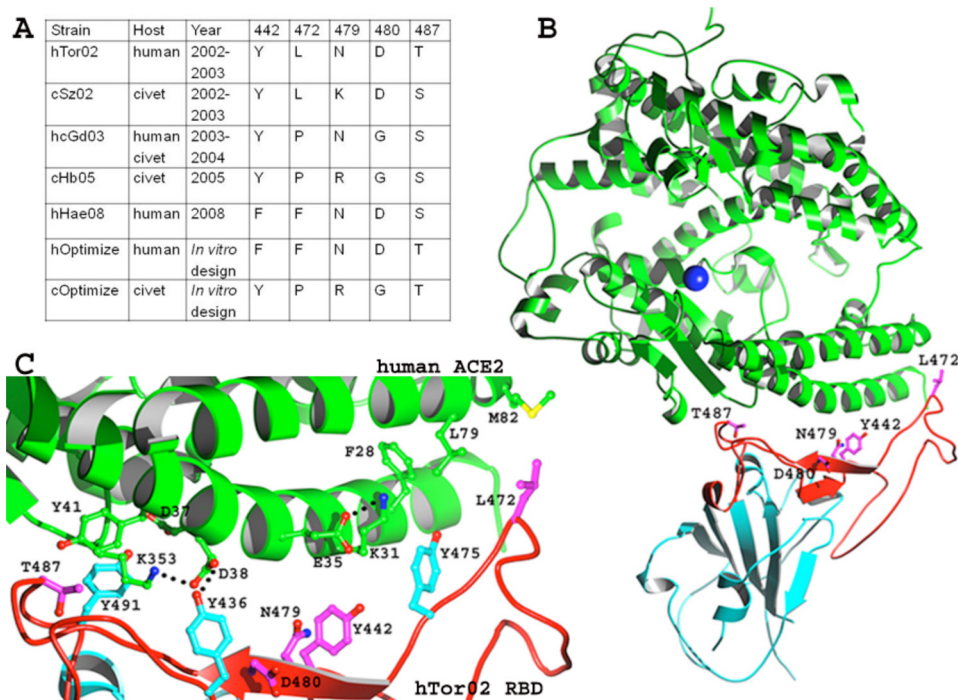 A
Strain Host Year 442 472 479 480 487
hTor02 human 2002- Y L N D T
2003
cSz02 civet 2002- Y L K D S
2003
hcGd03 human 2003- Y P N G S
civet 2004
cHb05 civet 2005 Y P R G S
hHae08 human 2008 F F N D S
hOptimize human In vitro F F N D T
design
cOptimize civet In vitro Y P R G T
design
B
L472
T487
N479
Y442
D480
C
human ACE2
M82
L79
F28
Y41
D37
L472
K353
E35
K31
Y475
T487
D38
Y491
Y436
N479
Y442
D480
hTor02 RBD